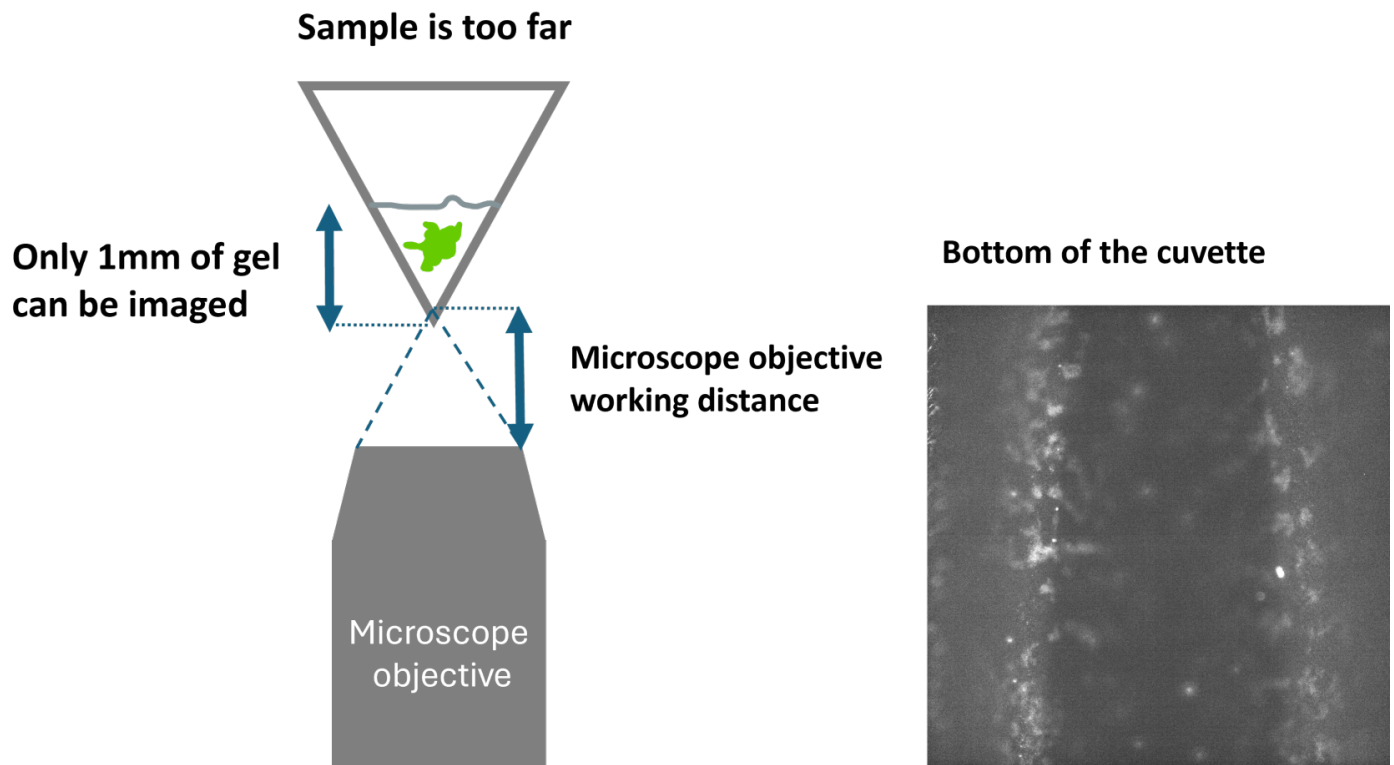 Sample is too far
Only 1mm of gel
can be imaged
Bottom of the cuvette
Microscope objective
working distance
Microscope
objective